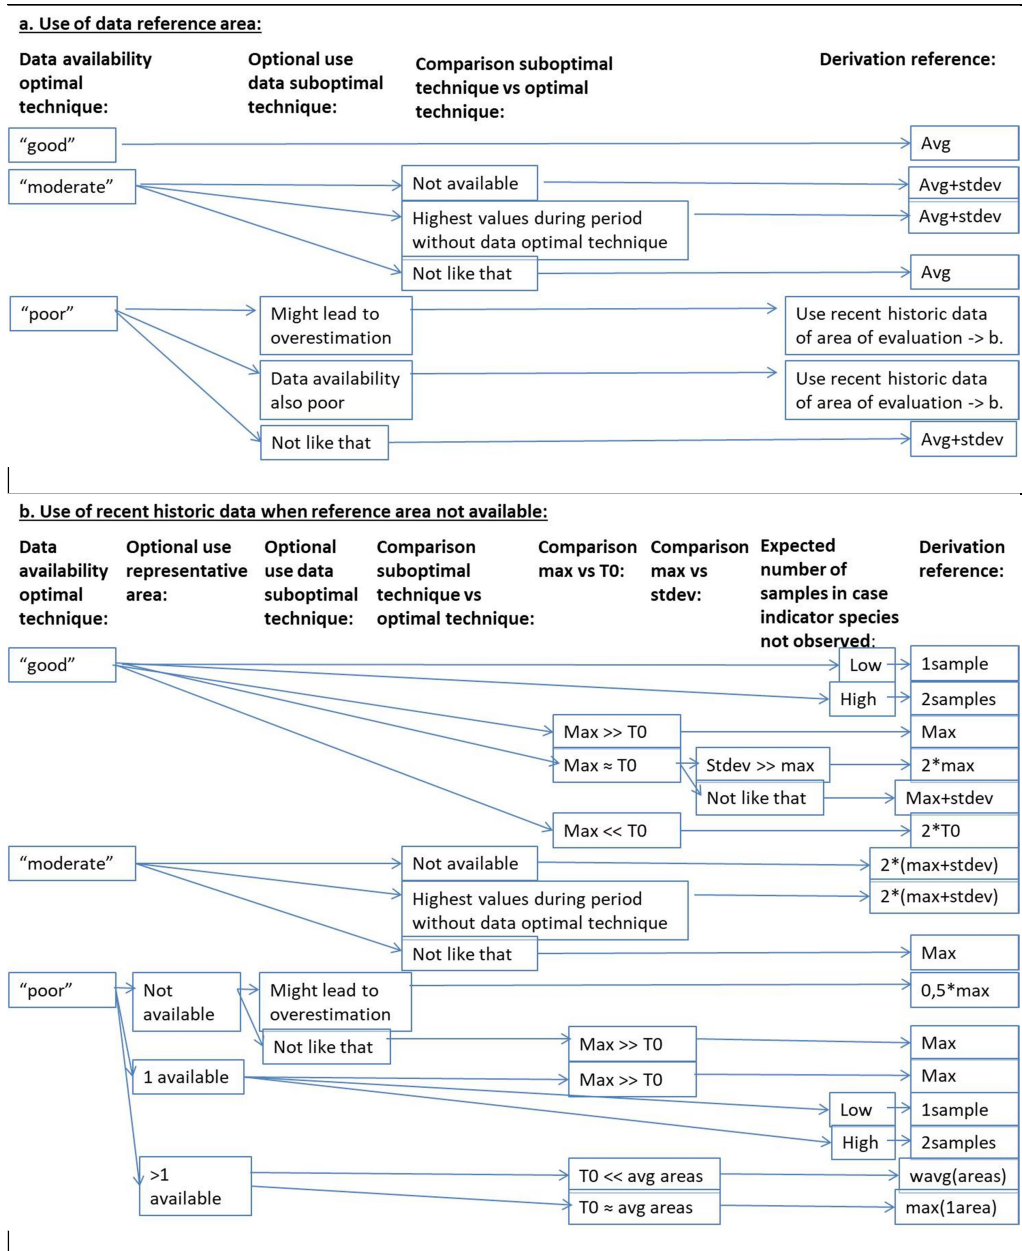 a. Use of data reference area:
Data availability
optimal
technique:
Optional use
data suboptimal
technique:
Comparison suboptimal
technique vs optimal
technique:
Derivation reference:
“good”
Avg
“moderate”
Not available
Avg+stdev
Highest values during period
without data optimal technique
Avg+stdev
Not like that
Avg
“poor”
Might lead to
overestimation
Use recent historic data
of area of evaluation -> b.
Data availability
also poor
Use recent historic data
of area of evaluation -> b.
Not like that
Avg+stdev
b. Use of recent historic data when reference area not available:
Data
availability
optimal
technique:
Optional use
representative
area:
Optional
use data
suboptimal
technique:
Comparison
suboptimal
technique vs
optimal technique:
Comparison
max vs T0:
Comparison
max vs
stdev:
Expected
number of
samples in case
indicator species
not observed:
Derivation
reference:
“good”
Low
1sample
High
2samples
Max >> T0
Max
Max ≈ T0
Stdev >> max
2*max
Not like that
Max+stdev
Max << T0
2*T0
“moderate”
Not available
2*(max+stdev)
Highest values during period
without data optimal technique
2*(max+stdev)
Not like that
Max
“poor”
Not
available
Might lead to
overestimation
0,5*max
Not like that
Max >> T0
Max
1 available
Max >> T0
Max
Low
1sample
High
2samples
>1
available
T0 << avg areas
wavg(areas)
T0 ≈ avg areas
max(1area)